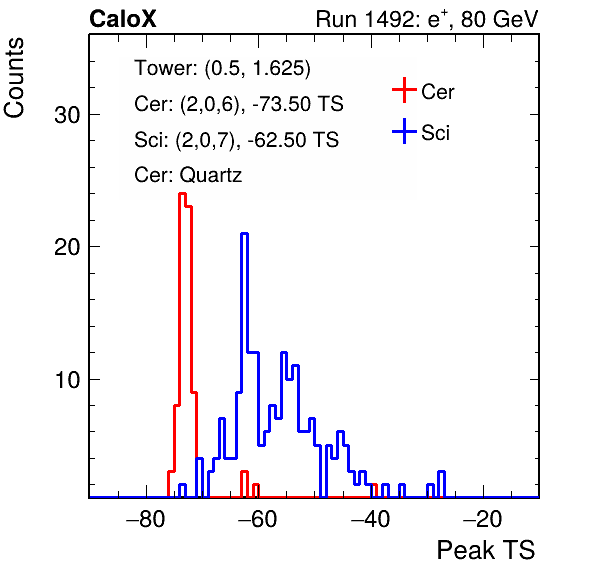 CaloX Run 1492: e⁺, 80 GeV
Counts
Tower: (0.5, 1.625)
Cer: (2,0,6), -73.50 TS
Sci: (2,0,7), -62.50 TS
Cer: Quartz
Cer
Sci
30
20
10
−80 −60 −40 −20
Peak TS